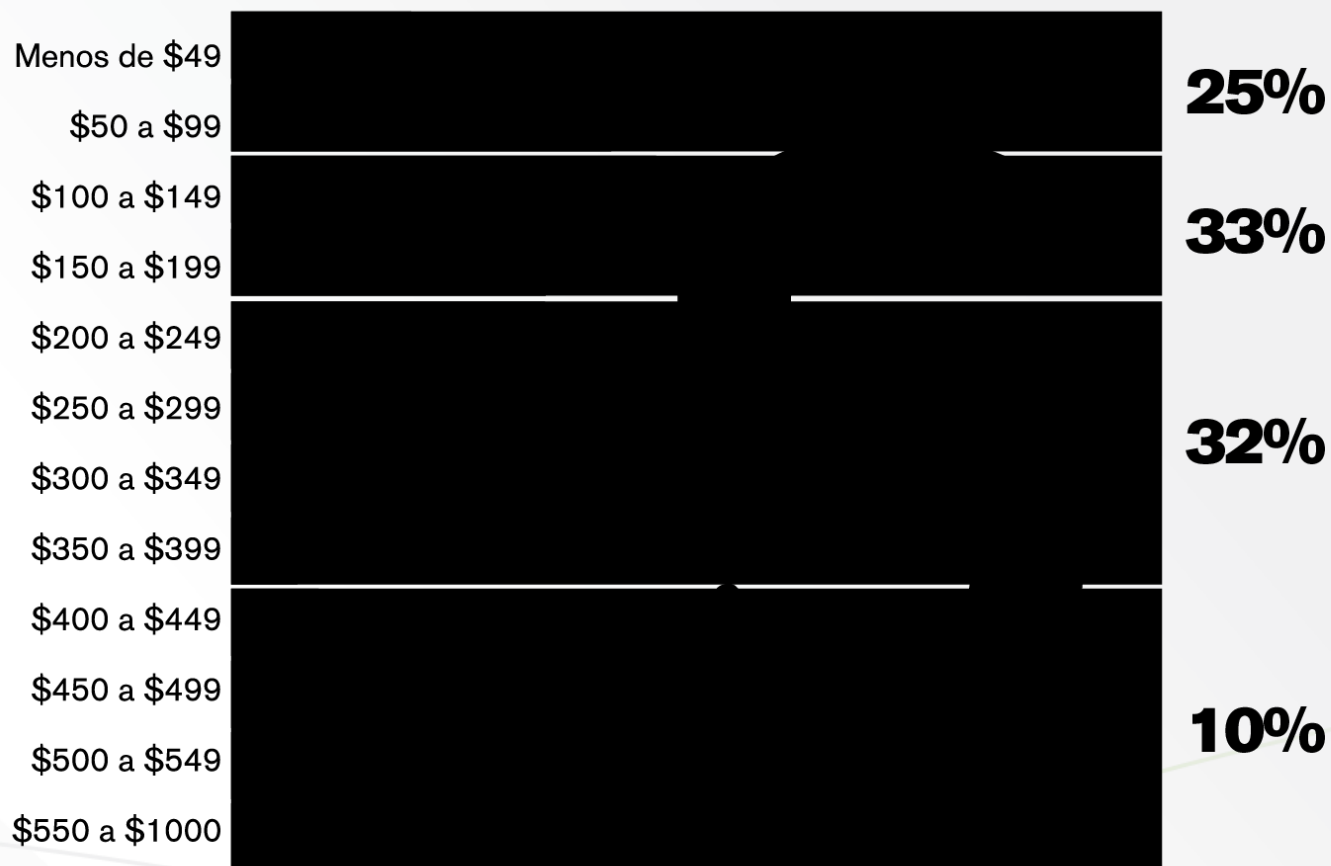 Menos de $49
$50 a $99
25%
$100 a $149
$150 a $199
33%
$200 a $249
$250 a $299
$300 a $349
$350 a $399
32%
$400 a $449
$450 a $499
$500 a $549
$550 a $1000
10%